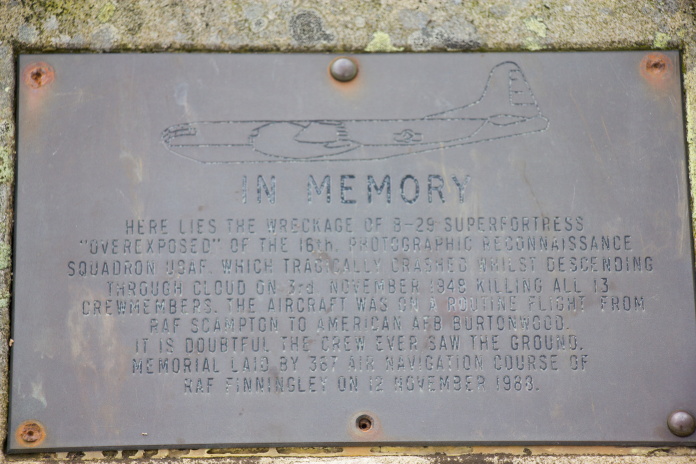 IN MEMORY
HERE LIES THE WRECKAGE OF B-29 SUPERFORTRESS
"OVEREXPOSED" OF THE 16th. PHOTOGRAPHIC RECONNAISSANCE
SQUADRON USAF. WHICH TRAGICALLY CRASHED WHILST DESCENDING
THROUGH CLOUD ON 3rd. NOVEMBER 1948 KILLING ALL 13
CREWMEMBERS. THE AIRCRAFT WAS ON A ROUTINE FLIGHT FROM
RAF SCAMPTON TO AMERICAN AFB BURTONWOOD.
IT IS DOUBTFUL THE CREW EVER SAW THE GROUND.
MEMORIAL LAID BY 367 AIR NAVIGATION COURSE OF
RAF FINNINGLEY ON 12 NOVEMBER 1988.